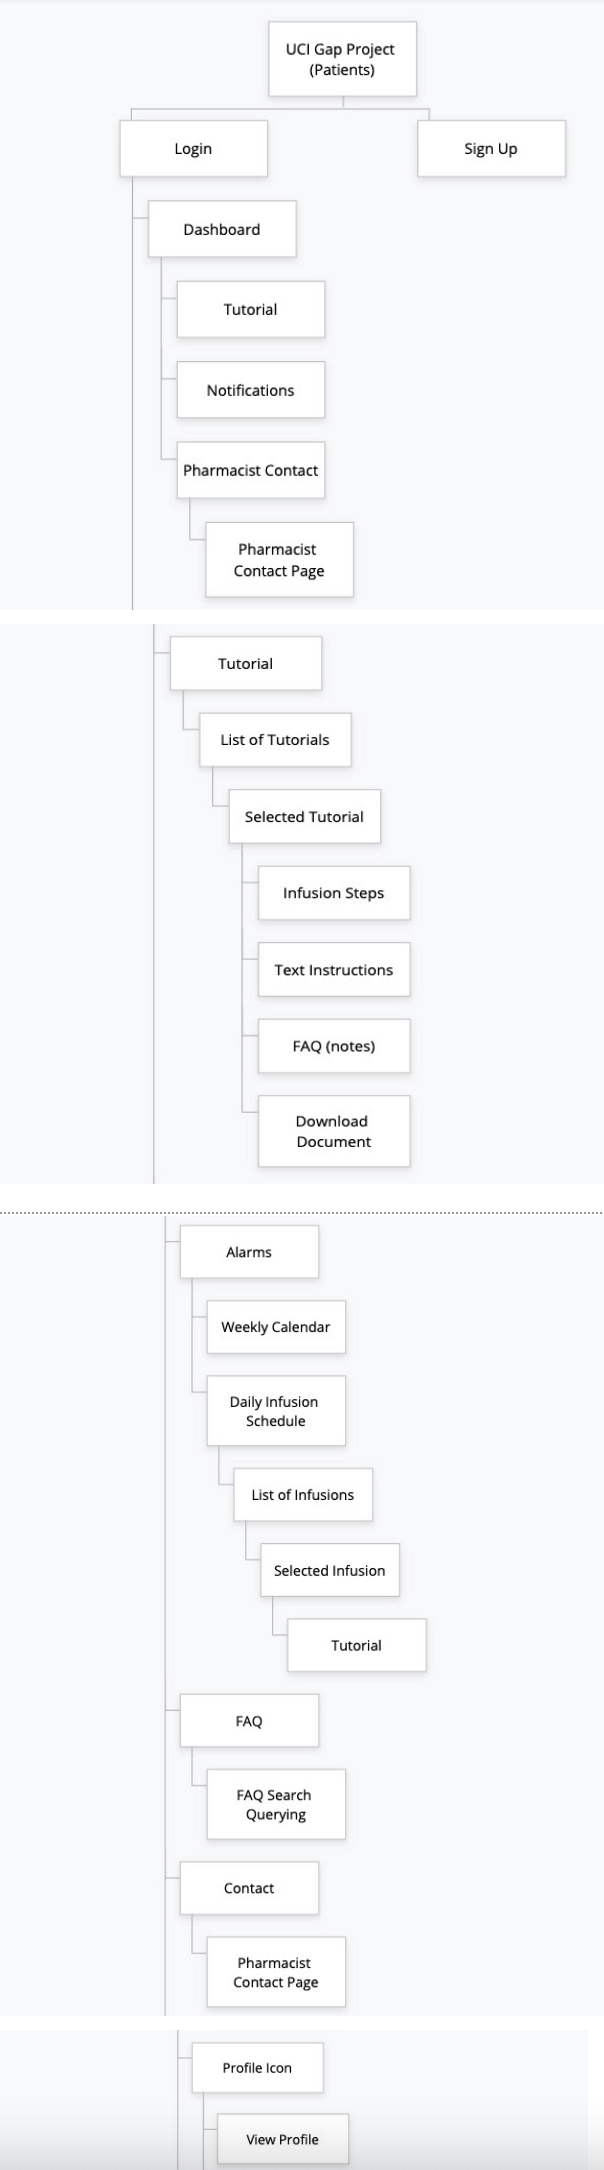 UCI Gap Project
(Patients)
Login
Sign Up
Dashboard
Tutorial
Notifications
Pharmacist Contact
Pharmacist
Contact Page
Tutorial
List of Tutorials
Selected Tutorial
Infusion Steps
Text Instructions
FAQ (notes)
Download
Document
Alarms
Weekly Calendar
Daily Infusion
Schedule
List of Infusions
Selected Infusion
Tutorial
FAQ
FAQ Search
Querying
Contact
Pharmacist
Contact Page
Profile Icon
View Profile